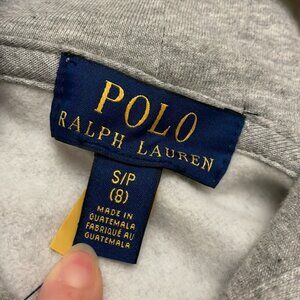 POLO
RALPH LAUREN
S/P
(8)
MADE IN
GUATEMALA
FABRIQUÉ AU
GUATEMALA